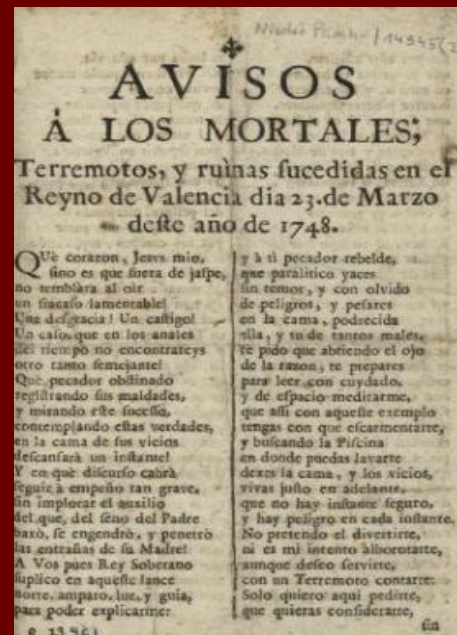 AVISOS
À LOS MORTALES;
Terremotos, y ruìnas sucedidas en el
Reyno de Valencia dia 23. de Marzo
deste año de 1748.
QUè corazon, Jesvs mio,
sino es que fuera de jaspe,
no temblàra al oìr
un fracaso lamentable!
Una desgracia! Un castigo!
Un caso, que en los anales
del tiempo no encontrareys
otro tanto semejante!
Què pecador obstinado
registrando sus maldades,
y mirando este sucesso,
contemplando estas verdades,
en la cama de sus vicios
descansarà un instante!
Y en què discurso cabrà
seguir à empeño tan grave,
sin implorar el auxilio
del que, del seno del Padre
baxò, se engendrò, y penetrò
las entrañas de su Madre!
A Vos pues Rey Soberano
suplico en aqueste lance
norte, amparo, luz, y guia,
para poder explicarme:
y à tì pecador rebelde,
que paralitico yaces
sin temor, y con olvido
de peligros, y pesares
en la cama, podrecida
ella, y tu de tantos males,
te pido que abriendo el ojo
de la razon, te prepares
para leer con cuydado,
y de espacio meditarme,
que assi con aqueste exemplo
tengas con que escarmentarte,
y buscando la Piscina
en donde puedas lavarte
dexes la cama, y los vicios,
vivas justo en adelante,
que no hay instante seguro,
y hay peligro en cada instante.
No pretendo el divertirte,
ni es mi intento alborotarte,
aunque deseo servirte,
con un Terremoto contarte:
Solo quiero aqui pedirte,
que quieras considerarte,
sin